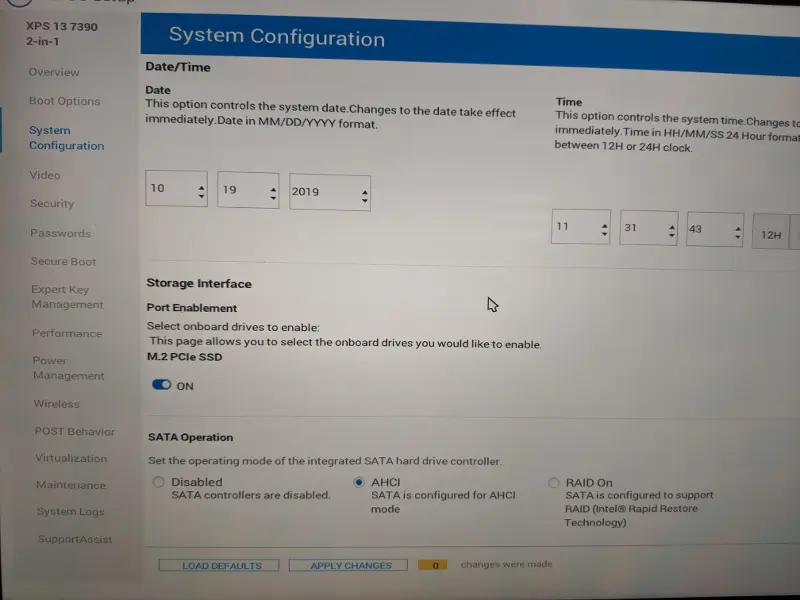 XPS 13 7390
2-in-1
System Configuration
Overview
Boot Options
System
Configuration
Video
Security
Passwords
Secure Boot
Expert Key
Management
Performance
Power
Management
Wireless
POST Behavior
Virtualization
Maintenance
System Logs
SupportAssist
Date/Time
Date
This option controls the system date.Changes to the date take effect
immediately.Date in MM/DD/YYYY format.
10 19 2019
Time
This option controls the system time.Changes to
immediately.Time in HH/MM/SS 24 Hour format
between 12H or 24H clock.
11 31 43 12H
Storage Interface
Port Enablement
Select onboard drives to enable:
This page allows you to select the onboard drives you would like to enable.
M.2 PCIe SSD
ON
SATA Operation
Set the operating mode of the integrated SATA hard drive controller.
Disabled
SATA controllers are disabled.
AHCI
SATA is configured for AHCI
mode
RAID On
SATA is configured to support
RAID (Intel® Rapid Restore
Technology)
LOAD DEFAULTS APPLY CHANGES 0 changes were made